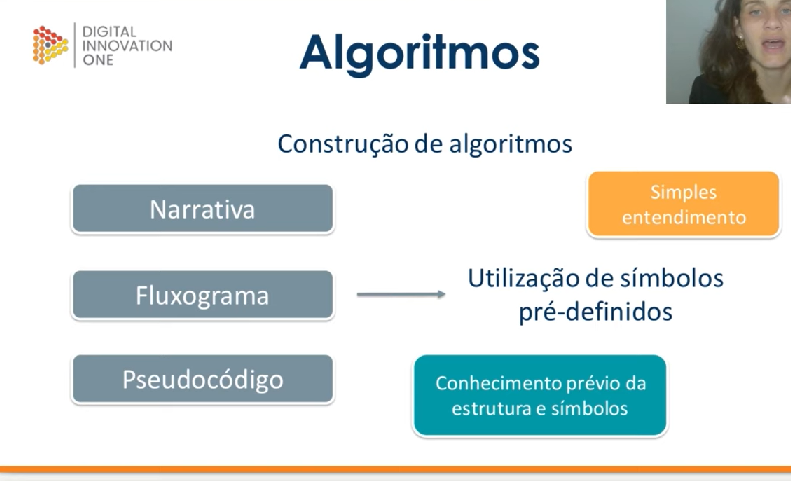 DIGITAL
INNOVATION
ONE
Algoritmos
Construção de algoritmos
Narrativa
Simples
entendimento
Fluxograma
Utilização de símbolos
pré-definidos
Pseudocódigo
Conhecimento prévio da
estrutura e símbolos